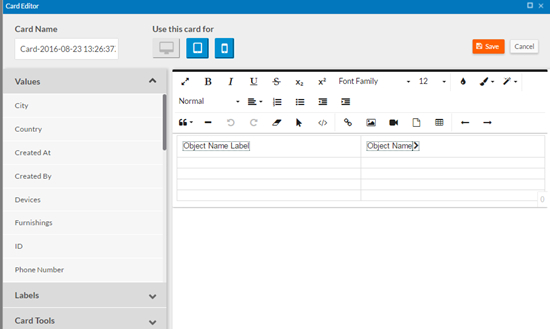 Card Editor
Card Name
Use this card for
Card-2016-08-23 13:26:37.
Save
Cancel
Values
City
Country
Created At
Created By
Devices
Furnishings
ID
Phone Number
Labels
Card Tools
B I U S x₂ x² Font Family 12
Normal
Object Name Label Object Name
0